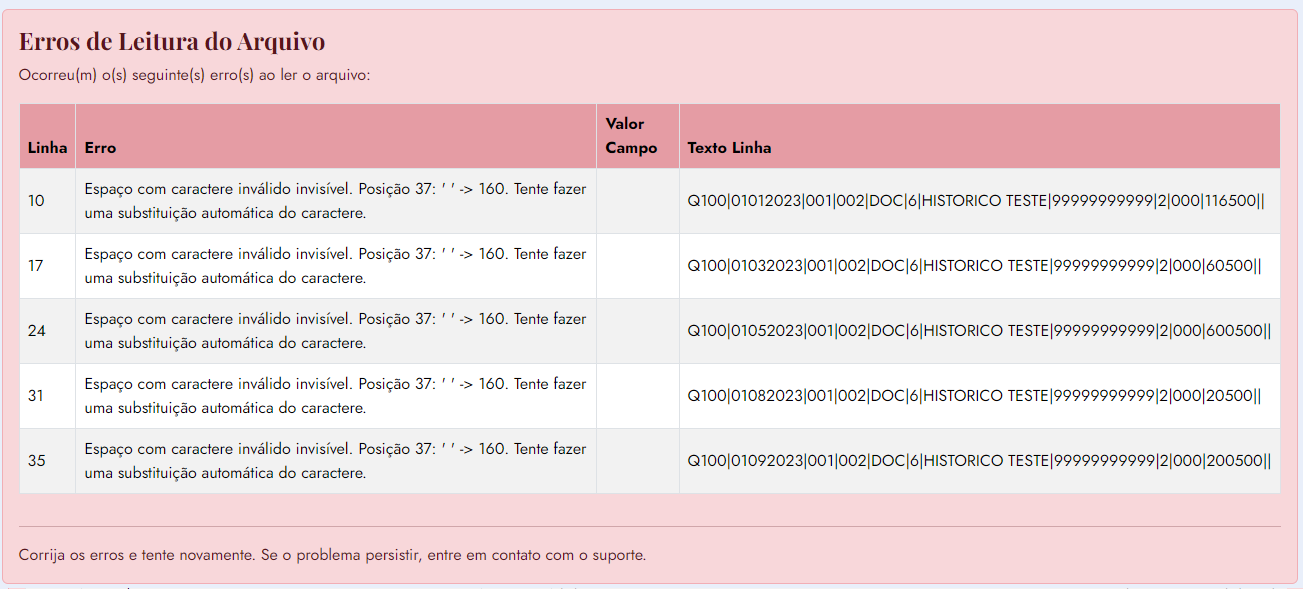 Erros de Leitura do Arquivo
Ocorreu(m) o(s) seguinte(s) erro(s) ao ler o arquivo:
Linha Erro Valor Campo Texto Linha
10 Espaço com caractere inválido invisível. Posição 37: ' ' -> 160. Tente fazer uma substituição automática do caractere. Q100|01012023|001|002|DOC|6|HISTORICO TESTE|99999999999|2|000|116500||
17 Espaço com caractere inválido invisível. Posição 37: ' ' -> 160. Tente fazer uma substituição automática do caractere. Q100|01032023|001|002|DOC|6|HISTORICO TESTE|99999999999|2|000|60500||
24 Espaço com caractere inválido invisível. Posição 37: ' ' -> 160. Tente fazer uma substituição automática do caractere. Q100|01052023|001|002|DOC|6|HISTORICO TESTE|99999999999|2|000|600500||
31 Espaço com caractere inválido invisível. Posição 37: ' ' -> 160. Tente fazer uma substituição automática do caractere. Q100|01082023|001|002|DOC|6|HISTORICO TESTE|99999999999|2|000|20500||
35 Espaço com caractere inválido invisível. Posição 37: ' ' -> 160. Tente fazer uma substituição automática do caractere. Q100|01092023|001|002|DOC|6|HISTORICO TESTE|99999999999|2|000|200500||
Corrija os erros e tente novamente. Se o problema persistir, entre em contato com o suporte.